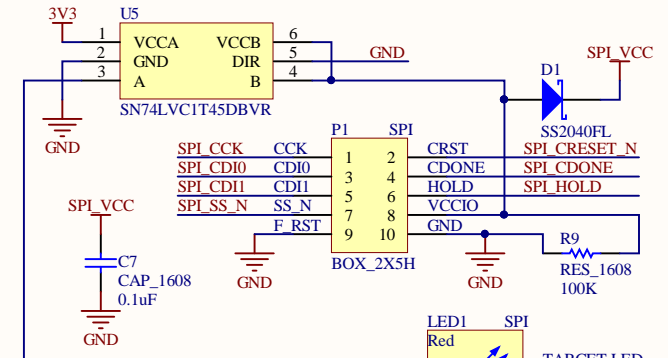 3V3
U5
1 VCCA VCCB 6
2 GND DIR 5 GND
3 A B 4
SN74LVC1T45DBVR
GND
SPI_VCC
D1
SS2040FL
P1 SPI
SPI_CCK CCK 1 2 CRST SPI_CRESET_N
SPI_CDI0 CDI0 3 4 CDONE SPI_CDONE
SPI_CDI1 CDI1 5 6 HOLD SPI_HOLD
SPI_SS_N SS_N 7 8 VCCIO
F_RST 9 10 GND
BOX_2X5H
GND
GND
R9
RES_1608
100K
SPI_VCC
C7
CAP_1608
0.1uF
GND
LED1 SPI
Red
TARGET LED